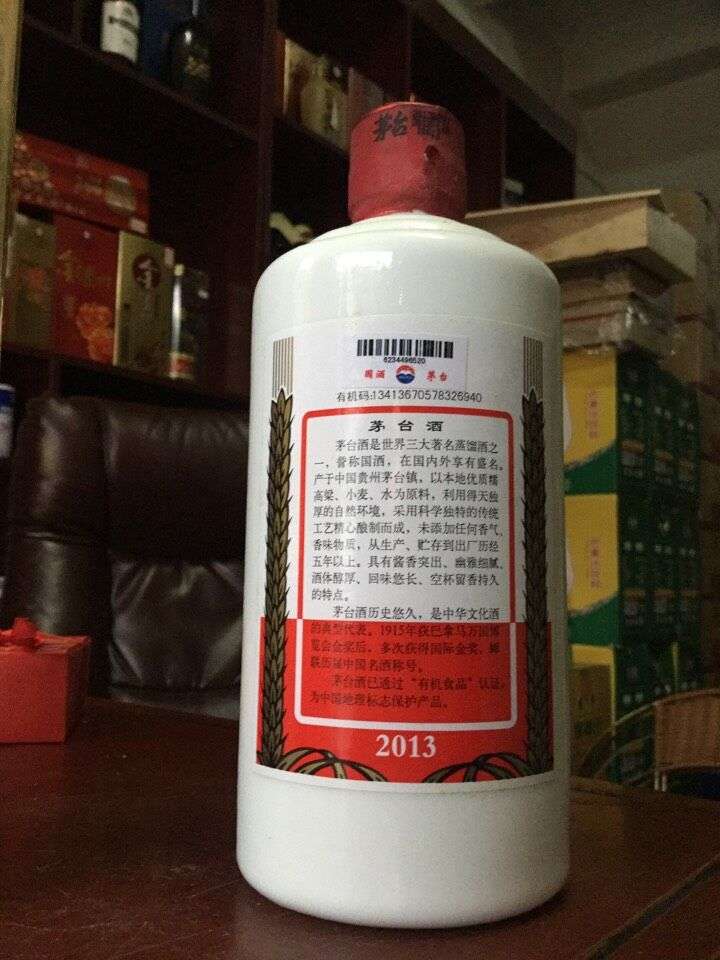 茅台
6234496520
国酒 茅台
有机码:13413670578326940
茅台酒
茅台酒是世界三大著名蒸馏酒之
一，誉称国酒，在国内外享有盛名。
产于中国贵州茅台镇，以本地优质糯
高粱、小麦、水为原料，利用得天独
厚的自然环境，采用科学独特的传统
工艺精心酿制而成，未添加任何香气、
香味物质，从生产、贮存到出厂历经
五年以上。具有酱香突出、幽雅细腻、
酒体醇厚、回味悠长、空杯留香持久
的特点。
茅台酒历史悠久，是中华文化酒
的典型代表。1915年获巴拿马万国博
览会金奖后，多次获得国际金奖、蝉
联历届中国名酒称号。
茅台酒已通过“有机食品”认证，
为中国地理标志保护产品。
2013